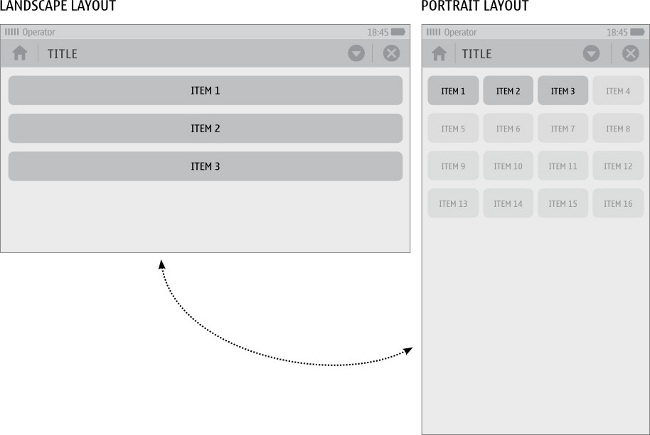 LANDSCAPE LAYOUT
Operator 18:45
TITLE
ITEM 1
ITEM 2
ITEM 3
PORTRAIT LAYOUT
Operator 18:45
TITLE
ITEM 1 ITEM 2 ITEM 3 ITEM 4
ITEM 5 ITEM 6 ITEM 7 ITEM 8
ITEM 9 ITEM 10 ITEM 11 ITEM 12
ITEM 13 ITEM 14 ITEM 15 ITEM 16